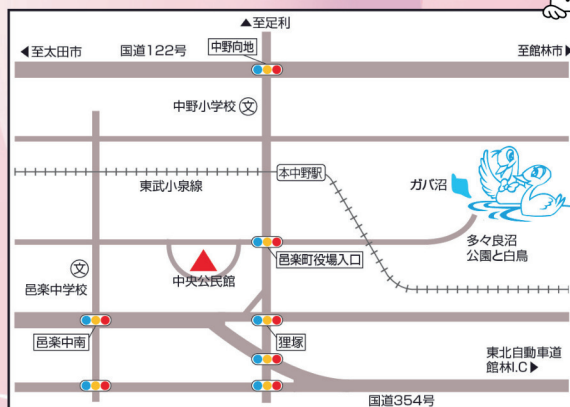 ▲至足利
◀至太田市
国道122号
中野向地
至館林市▶
中野小学校
文
東武小泉線
本中野駅
ガバ沼
多々良沼
公園と白鳥
邑楽町役場入口
中央公民館
文
邑楽中学校
邑楽中南
狸塚
東北自動車道
館林I.C▶
国道354号